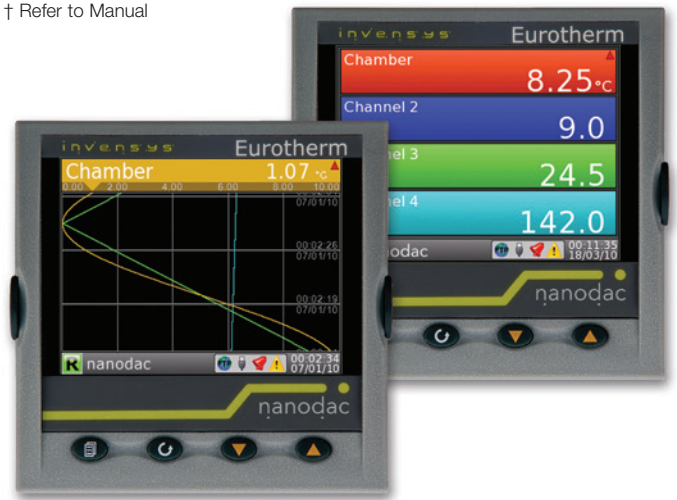 † Refer to Manual
invensys Eurotherm
Chamber
8.25 °C
Channel 2
9.0
nel 3
24.5
nel 4
142.0
odac
00:11:35
18/03/10
nanodac
invensys Eurotherm
Chamber 1.07 °C
0.00 2.00 4.00 6.00 8.00 10.00
07/01/10
00:02:26
07/01/10
00:02:19
07/01/10
R nanodac
00:02:34
07/01/10
nanodac